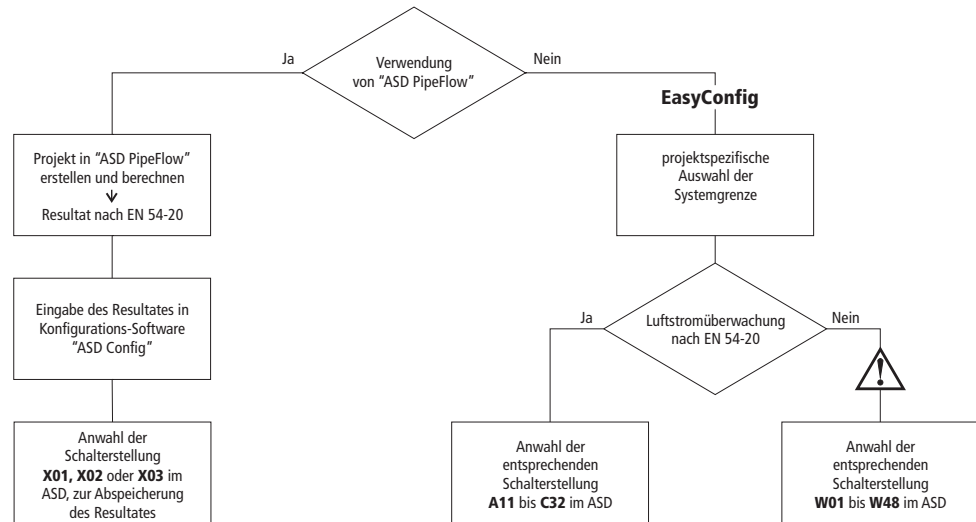 Ja
Verwendung
von "ASD PipeFlow"
Nein
EasyConfig
Projekt in "ASD PipeFlow"
erstellen und berechnen
Resultat nach EN 54-20
projektspezifische
Auswahl der
Systemgrenze
Eingabe des Resultates in
Konfigurations-Software
"ASD Config"
Ja
Luftstromüberwachung
nach EN 54-20
Nein
Anwahl der
Schalterstellung
X01, X02 oder X03 im
ASD, zur Abspeicherung
des Resultates
Anwahl der
entsprechenden
Schalterstellung
A11 bis C32 im ASD
Anwahl der
entsprechenden
Schalterstellung
W01 bis W48 im ASD